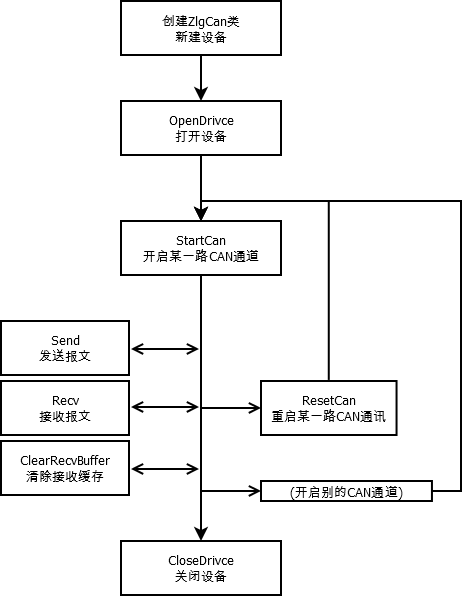 创建ZlgCan类
新建设备
OpenDrivce
打开设备
StartCan
开启某一路CAN通道
Send
发送报文
Recv
接收报文
ResetCan
重启某一路CAN通讯
ClearRecvBuffer
清除接收缓存
(开启别的CAN通道)
CloseDrivce
关闭设备